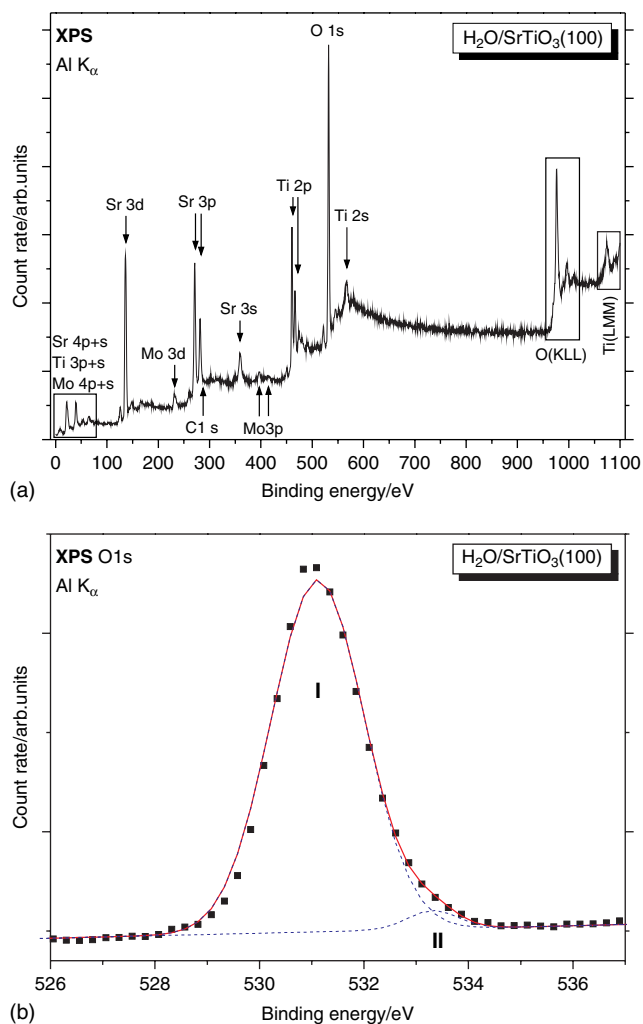 XPS
Al Kα
H2O/SrTiO3(100)
O 1s
Sr 3d
Sr 3p
Ti 2p
Ti 2s
Sr 3s
Mo 3d
Sr 4p+s
Ti 3p+s
Mo 4p+s
C1 s
Mo3p
O(KLL)
Ti(LMM)
Count rate/arb.units
0 100 200 300 400 500 600 700 800 900 1000 1100
Binding energy/eV
(a)
XPS O1s
Al Kα
H2O/SrTiO3(100)
I
II
Count rate/arb.units
526 528 530 532 534 536
Binding energy/eV
(b)